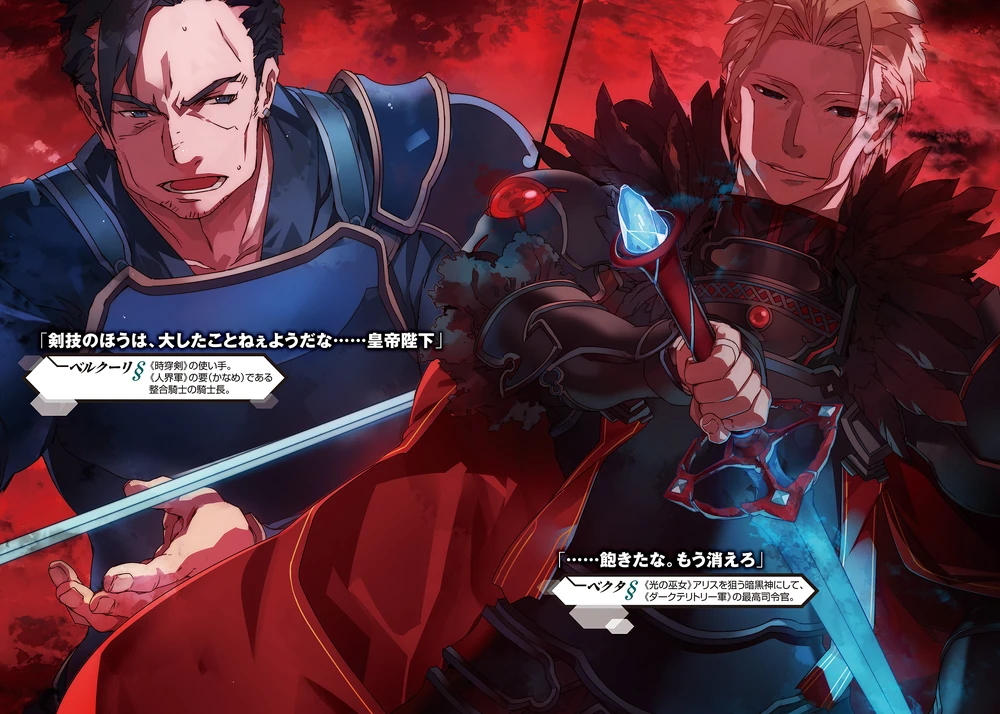 「剣技のほうは、大したことねぇようだな……皇帝陛下」
ベルクーリ§
《時穿剣》の使い手。
《人界軍》の要(かなめ)である
整合騎士の騎士長。
「……飽きたな。もう消えろ」
ベクタ§
《光の巫女》アリスを狙う暗黒神にして、
《ダークテリトリー軍》の最高司令官。